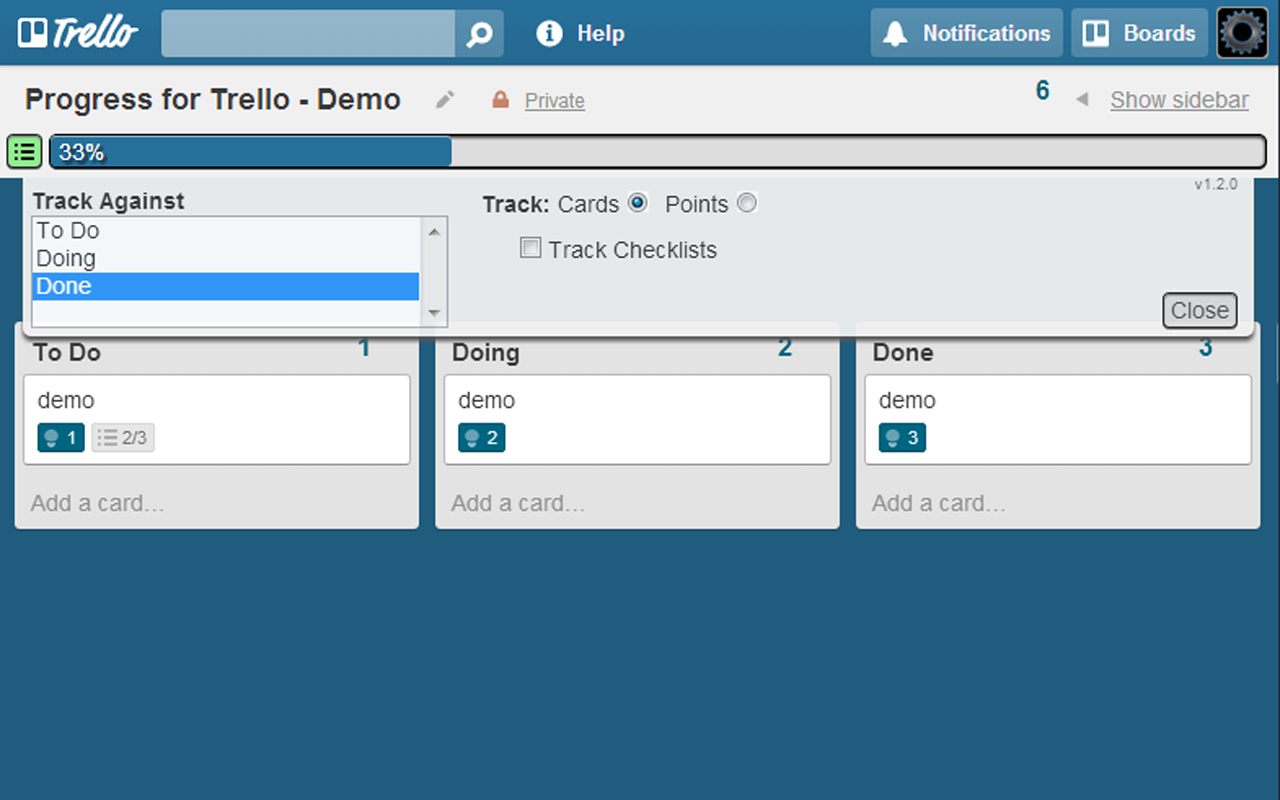 Trello Help Notifications Boards
Progress for Trello - Demo Private 6 Show sidebar
33%
v1.2.0
Track Against Track: Cards Points
To Do
Doing Track Checklists
Done
Close
To Do 1 Doing 2 Done 3
demo demo demo
1 2/3 2 3
Add a card... Add a card... Add a card...